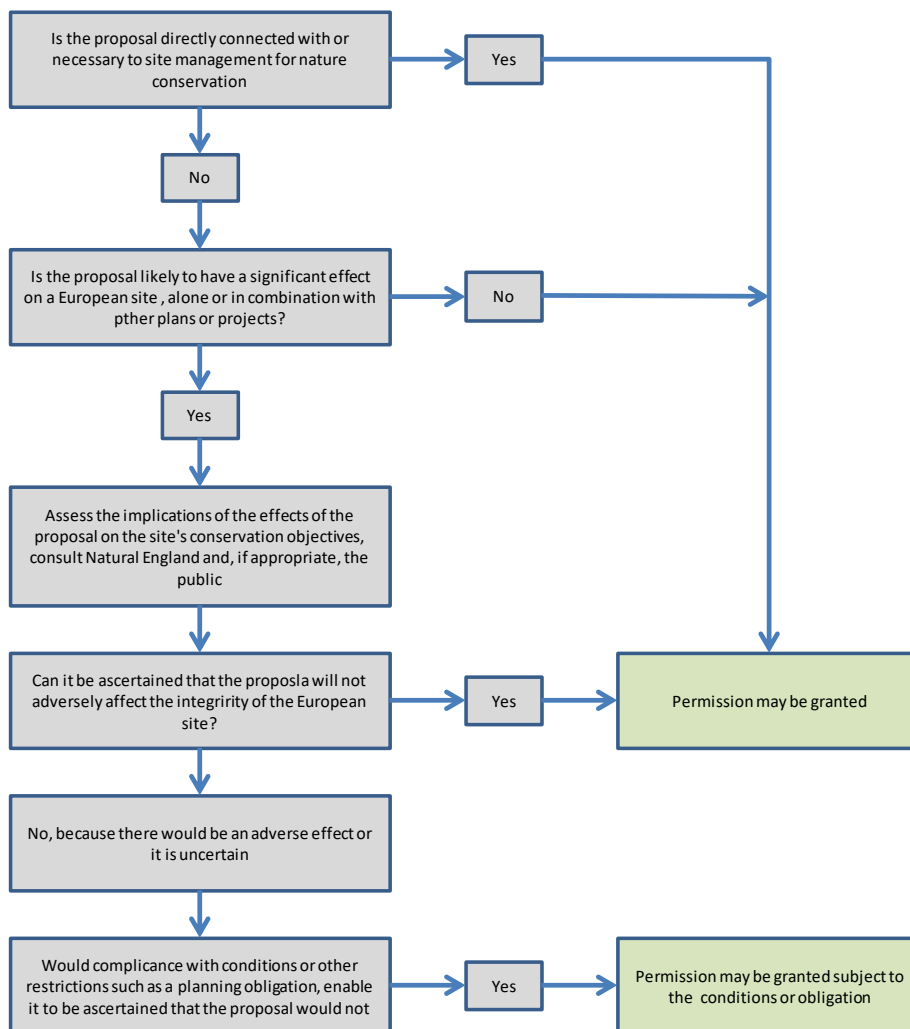 Is the proposal directly connected with or
necessary to site management for nature
conservation
Yes
No
Is the proposal likely to have a significant effect
on a European site , alone or in combination with
pther plans or projects?
No
Yes
Assess the implications of the effects of the
proposal on the site's conservation objectives,
consult Natural England and, if appropriate, the
public
Can it be ascertained that the proposla will not
adversely affect the integririty of the European
site?
Yes
Permission may be granted
No, because there would be an adverse effect or
it is uncertain
Would complicance with conditions or other
restrictions such as a planning obligation, enable
it to be ascertained that the proposal would not
Yes
Permission may be granted subject to
the conditions or obligation